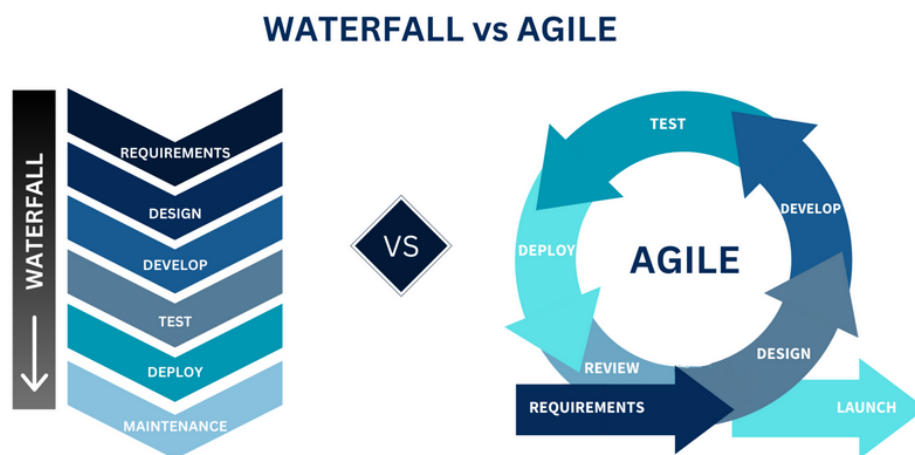 WATERFALL vs AGILE
WATERFALL
REQUIREMENTS
DESIGN
DEVELOP
TEST
DEPLOY
MAINTENANCE
VS
AGILE
TEST
DEVELOP
DEPLOY
DESIGN
REVIEW
REQUIREMENTS
LAUNCH